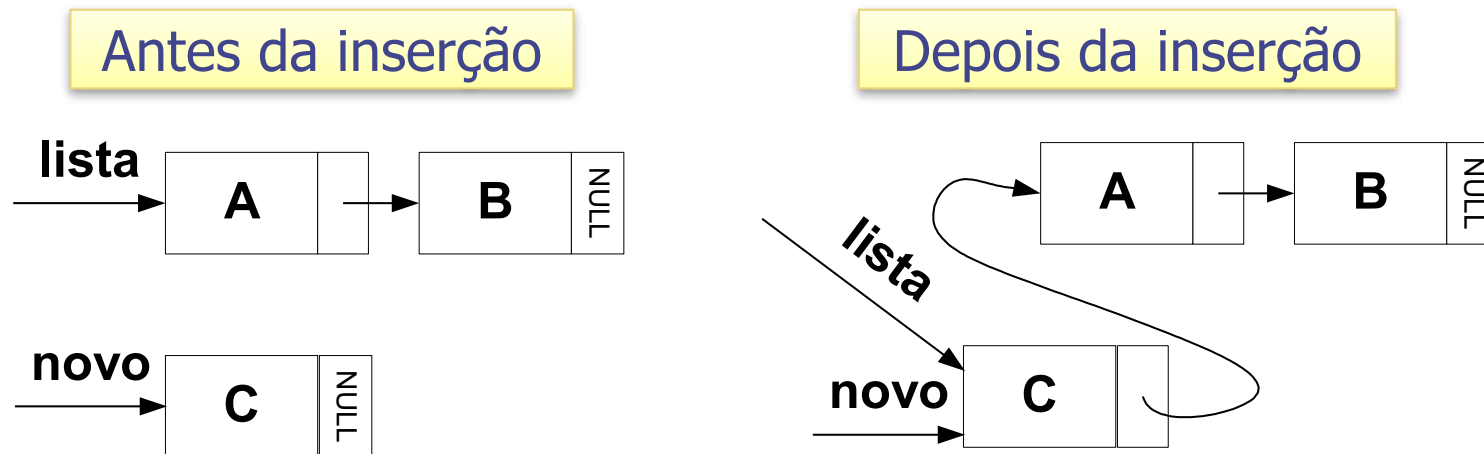 Antes da inserção
Depois da inserção
lista
A
B
NULL
novo
C
NULL
A
B
NULL
lista
novo
C